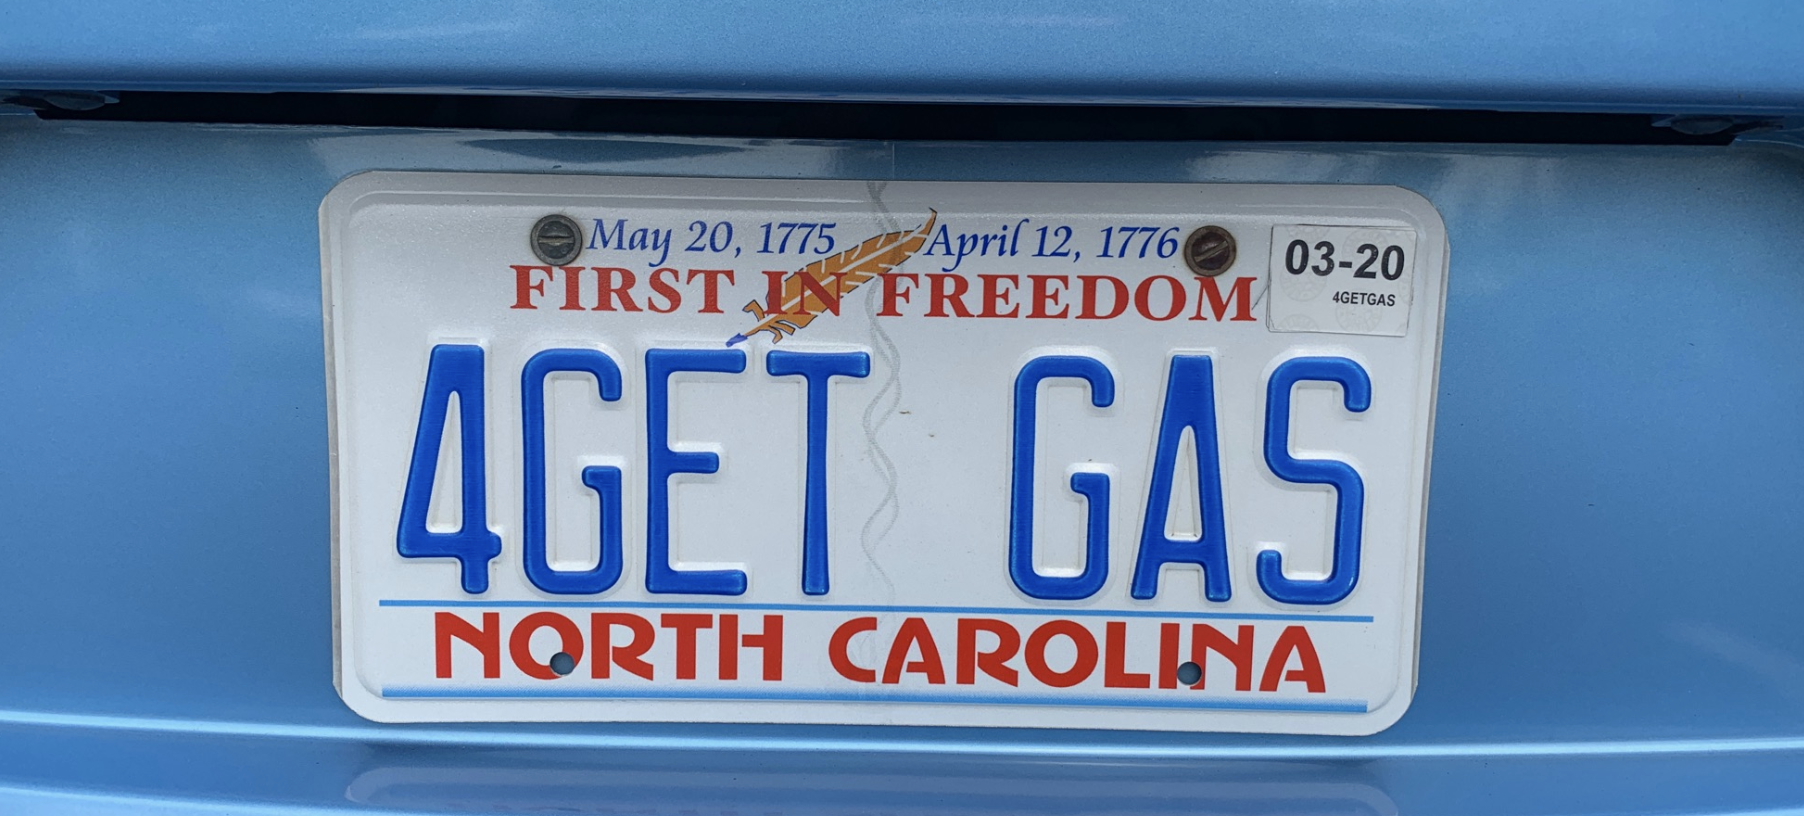 May 20, 1775 April 12, 1776
FIRST IN FREEDOM
03-20
4GETGAS
4GET GAS
NORTH CAROLINA